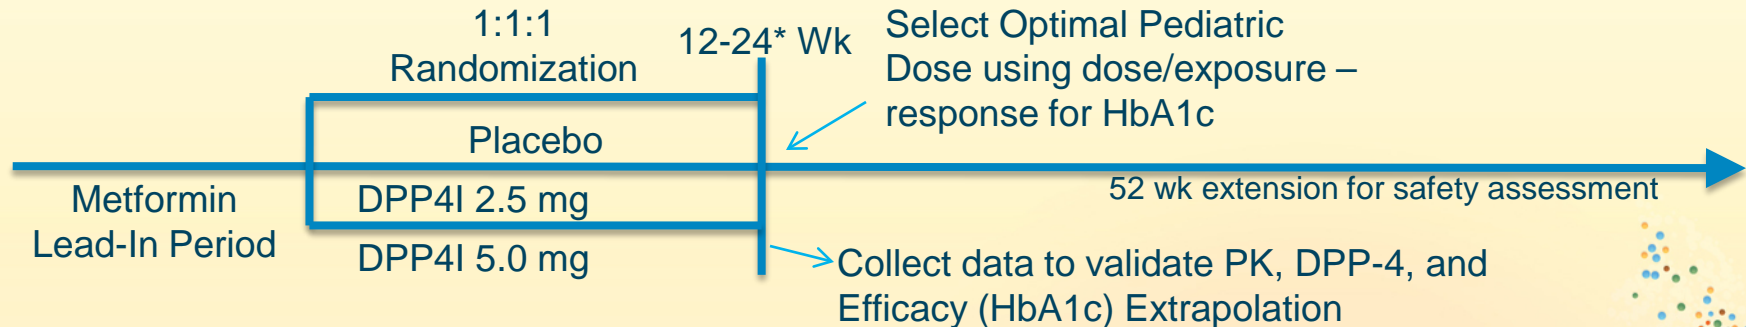 1:1:1
Randomization
12-24* Wk
Select Optimal Pediatric
Dose using dose/exposure –
response for HbA1c
Placebo
Metformin
Lead-In Period
DPP4I 2.5 mg
DPP4I 5.0 mg
52 wk extension for safety assessment
Collect data to validate PK, DPP-4, and
Efficacy (HbA1c) Extrapolation